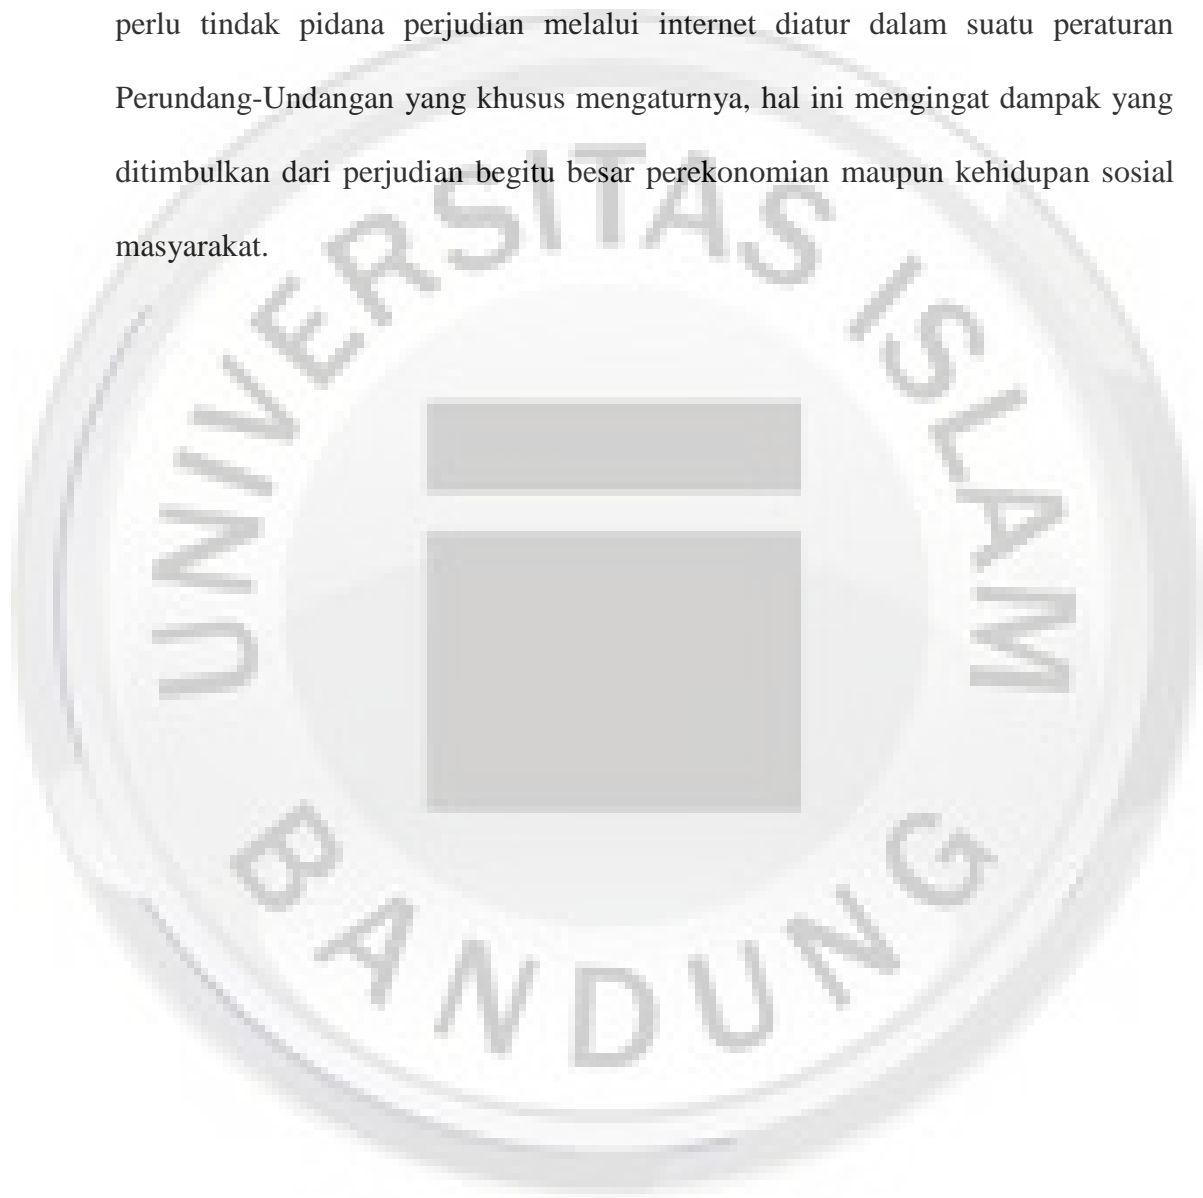 perlu tindak pidana perjudian melalui internet diatur dalam suatu peraturan
Perundang-Undangan yang khusus mengaturnya, hal ini mengingat dampak yang
ditimbulkan dari perjudian begitu besar perekonomian maupun kehidupan sosial
masyarakat.
UNIVERSITAS ISLAM
BANDUNG